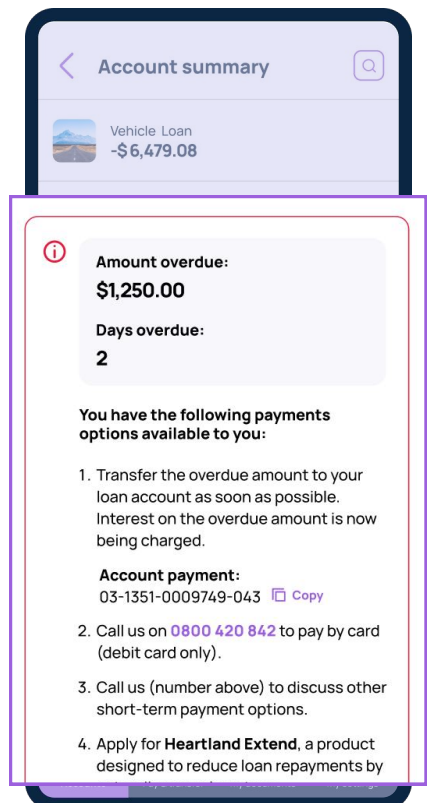 Account summary
Vehicle Loan
-$6,479.08
Amount overdue:
$1,250.00
Days overdue:
2
You have the following payments
options available to you:
1. Transfer the overdue amount to your
loan account as soon as possible.
Interest on the overdue amount is now
being charged.
Account payment:
03-1351-0009749-043 Copy
2. Call us on 0800 420 842 to pay by card
(debit card only).
3. Call us (number above) to discuss other
short-term payment options.
4. Apply for Heartland Extend, a product
designed to reduce loan repayments by